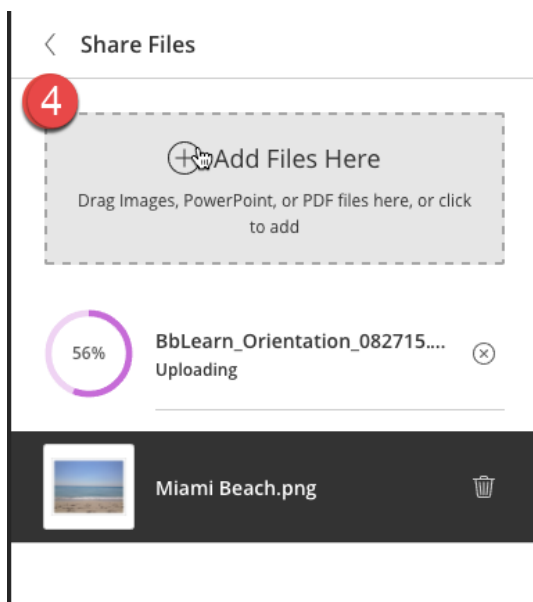 Share Files
4
Add Files Here
Drag Images, PowerPoint, or PDF files here, or click
to add
56%
BbLearn_Orientation_082715....
Uploading
Miami Beach.png